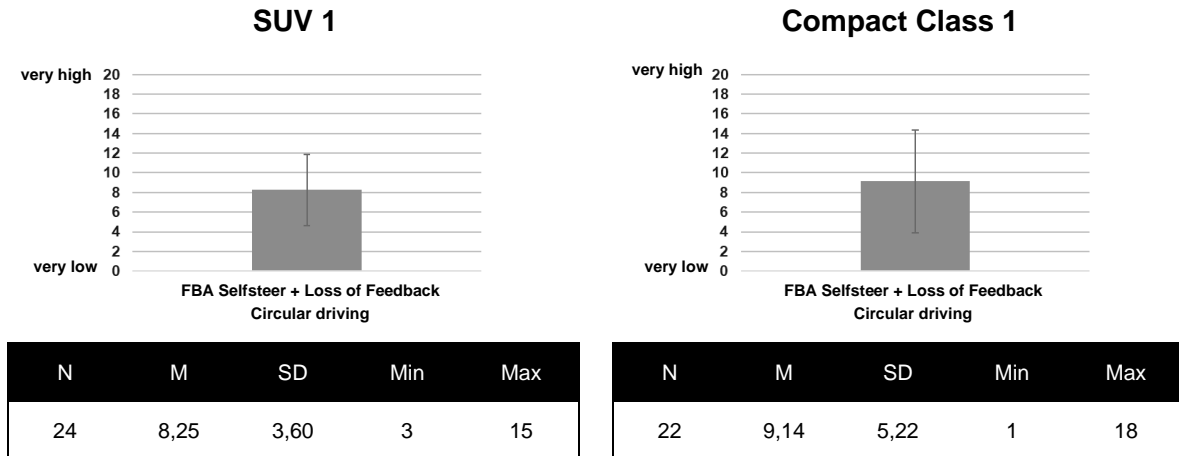 SUV 1
very high 20
18
16
14
12
10
8
6
4
2
very low 0
FBA Selfsteer + Loss of Feedback
Circular driving
N M SD Min Max
24 8,25 3,60 3 15
Compact Class 1
very high 20
18
16
14
12
10
8
6
4
2
very low 0
FBA Selfsteer + Loss of Feedback
Circular driving
N M SD Min Max
22 9,14 5,22 1 18